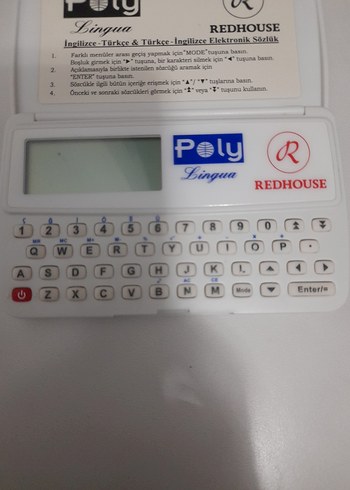 Poly
Lingua
REDHOUSE
İngilizce-Türkçe & Türkçe-İngilizce Elektronik Sözlük
1. Farklı menüler arası geçiş yapmak için "MODE" tuşuna basın.
Boşluk girmek için "►" tuşuna, bir karakteri silmek için "◄" tuşuna basın.
2. Açıklamasıyla birlikte istenilen sözcüğü aramak için
"ENTER" tuşuna basın.
3. Sözcükle ilgili bütün içeriğe erişmek için "▲"/"▼" tuşlarına basın.
4. Önceki ve sonraki sözcükleri görmek için "⯭" veya "⯯" tuşunu kullanın.
Poly
Lingua
R
REDHOUSE
1 2 3 4 5 6 7 8 9 0
Q W E R T Y U I O P .
A S D F G H J K L
Z X C V B N M Mode Enter/=